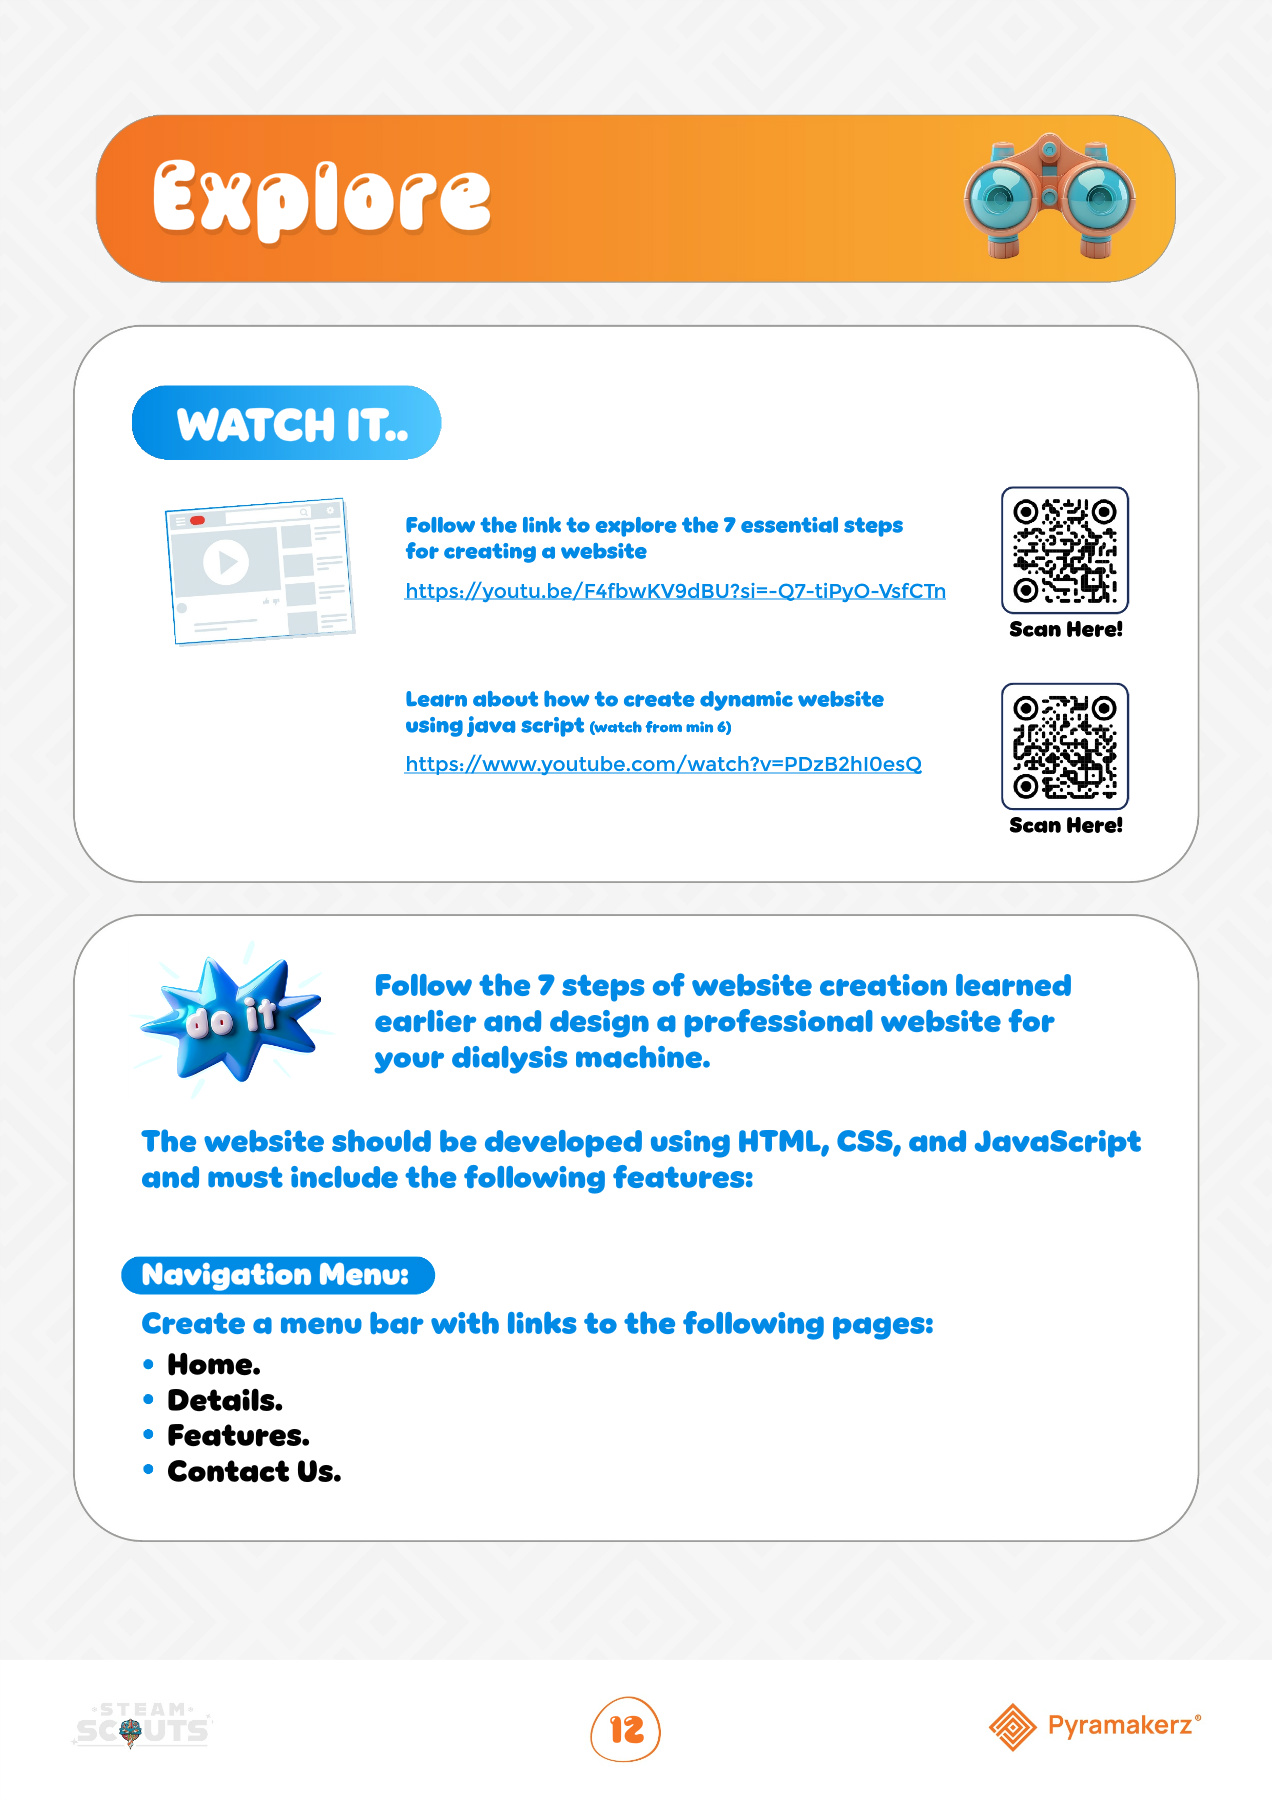 Explore
WATCH IT..
Follow the link to explore the 7 essential steps
for creating a website
https://youtu.be/F4fbwKV9dBU?si=-Q7-tiPyO-VsfCTn
Scan Here!
Learn about how to create dynamic website
using java script (watch from min 6)
https://www.youtube.com/watch?v=PDzB2hI0esQ
Scan Here!
do it
Follow the 7 steps of website creation learned
earlier and design a professional website for
your dialysis machine.
The website should be developed using HTML, CSS, and JavaScript
and must include the following features:
Navigation Menu:
Create a menu bar with links to the following pages:
• Home.
• Details.
• Features.
• Contact Us.
STEAM
SCOUTS
12
Pyramakerz®